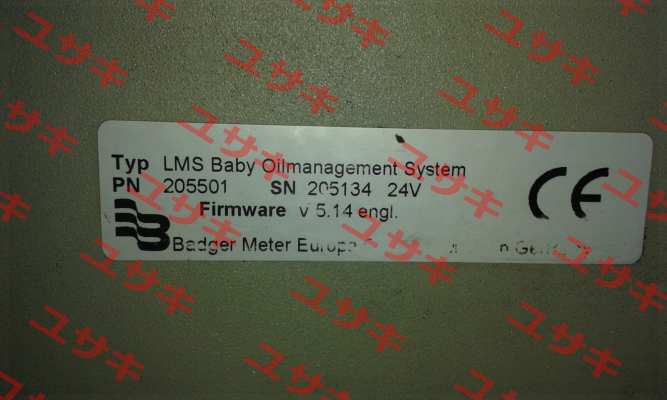 Typ LMS Baby Oilmanagement System
PN 205501 SN 205134 24V
Firmware v 5.14 engl.
Badger Meter Europa
CE
ユサキ